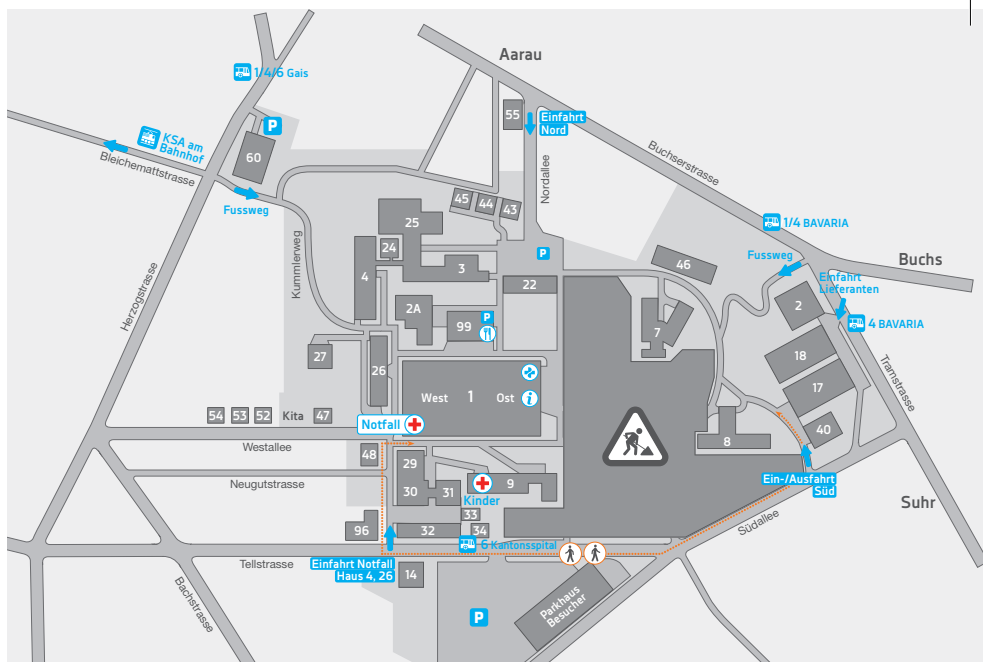 Aarau
1/4/6 Gais
55
Einfahrt
Nord
P
KSA am
Bahnhof
Bleichemattstrasse
60
Fussweg
Nordallee
Buchserstrasse
45
44
43
25
24
3
4
P
46
1/4 BAVARIA
Buchs
Fussweg
Einfahrt
Lieferanten
22
2
4 BAVARIA
Kummlerweg
Herzogstrasse
2A
99
P
7
27
26
18
17
Tramstrasse
West
1
Ost
i
54
53
52
Kita
47
Notfall
40
8
Westallee
48
29
30
31
9
Kinder
Neugutstrasse
Ein-/Ausfahrt
Süd
Suhr
Südallee
33
34
32
96
6 Kantonsspital
Einfahrt Notfall
Haus 4, 26
Tellstrasse
14
Bachstrasse
P
Parkhaus
Besucher